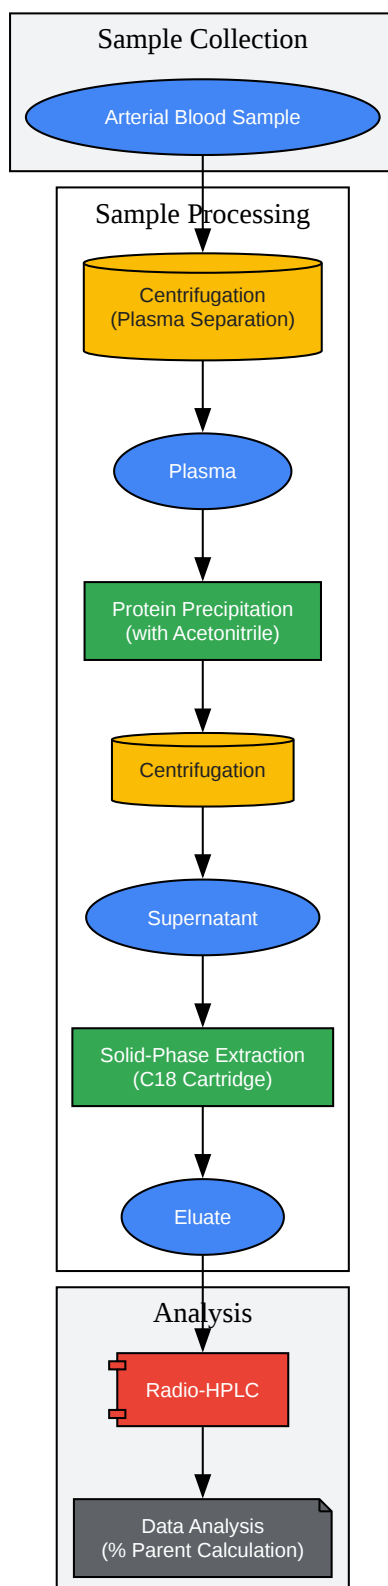 Sample Collection
Arterial Blood Sample
Sample Processing
Centrifugation
(Plasma Separation)
Plasma
Protein Precipitation
(with Acetonitrile)
Centrifugation
Supernatant
Solid-Phase Extraction
(C18 Cartridge)
Eluate
Analysis
Radio-HPLC
Data Analysis
(% Parent Calculation)